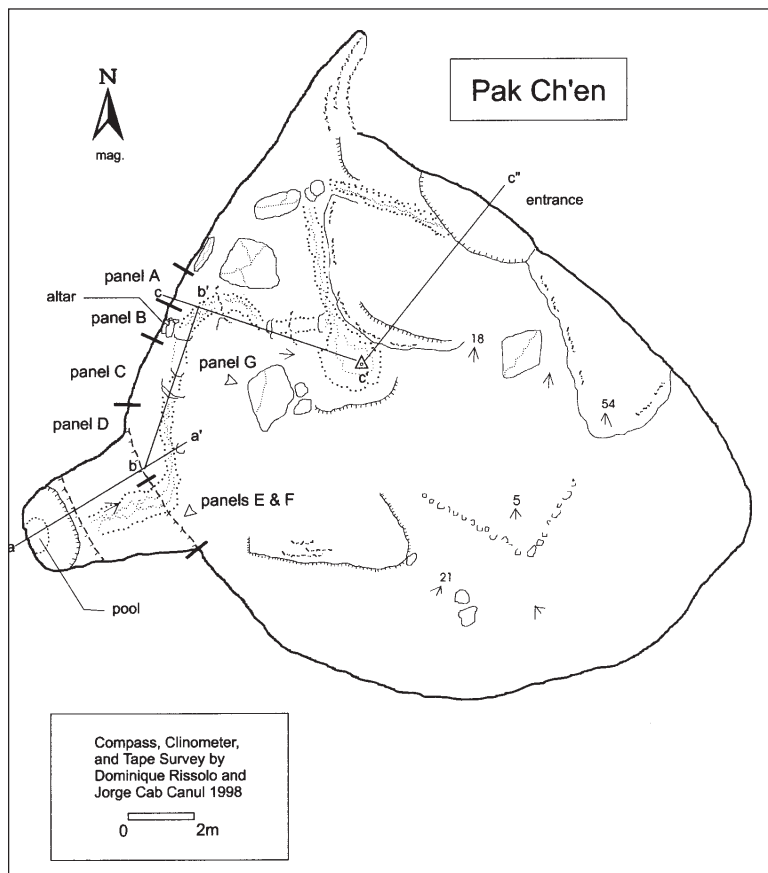 N
mag.
Pak Ch'en
c"
entrance
panel A
c
b'
altar
panel B
18
panel C
panel G
c'
54
panel D
a'
b
5
panels E & F
a
21
pool
Compass, Clinometer,
and Tape Survey by
Dominique Rissolo and
Jorge Cab Canul 1998
0 2m